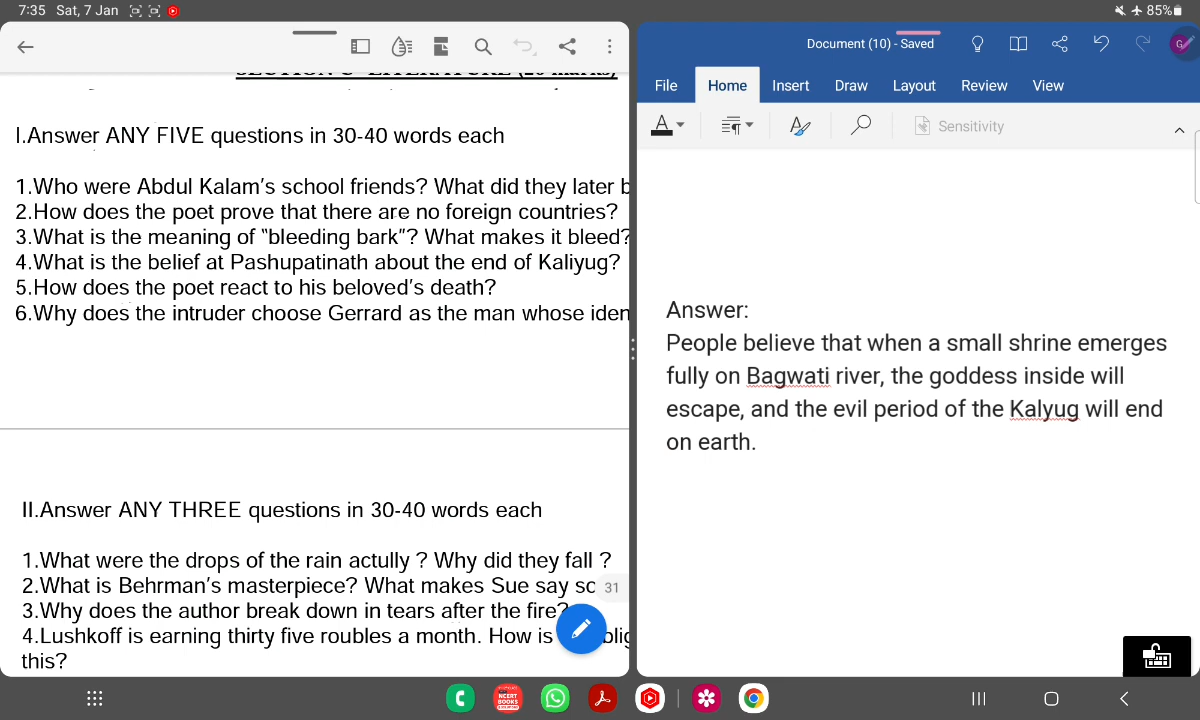 7:35 Sat, 7 Jan
85%
Document (10) - Saved
G
File Home Insert Draw Layout Review View
A
Sensitivity
SECTION C LITERATURE (20 marks)
I.Answer ANY FIVE questions in 30-40 words each
1.Who were Abdul Kalam's school friends? What did they later b
2.How does the poet prove that there are no foreign countries?
3.What is the meaning of "bleeding bark"? What makes it bleed?
4.What is the belief at Pashupatinath about the end of Kaliyug?
5.How does the poet react to his beloved's death?
6.Why does the intruder choose Gerrard as the man whose iden
II.Answer ANY THREE questions in 30-40 words each
1.What were the drops of the rain actully ? Why did they fall ?
2.What is Behrman's masterpiece? What makes Sue say so
31
3.Why does the author break down in tears after the fire?
4.Lushkoff is earning thirty five roubles a month. How is blig
this?
Answer:
People believe that when a small shrine emerges
fully on Bagwati river, the goddess inside will
escape, and the evil period of the Kalyug will end
on earth.
NCERT
BOOKS